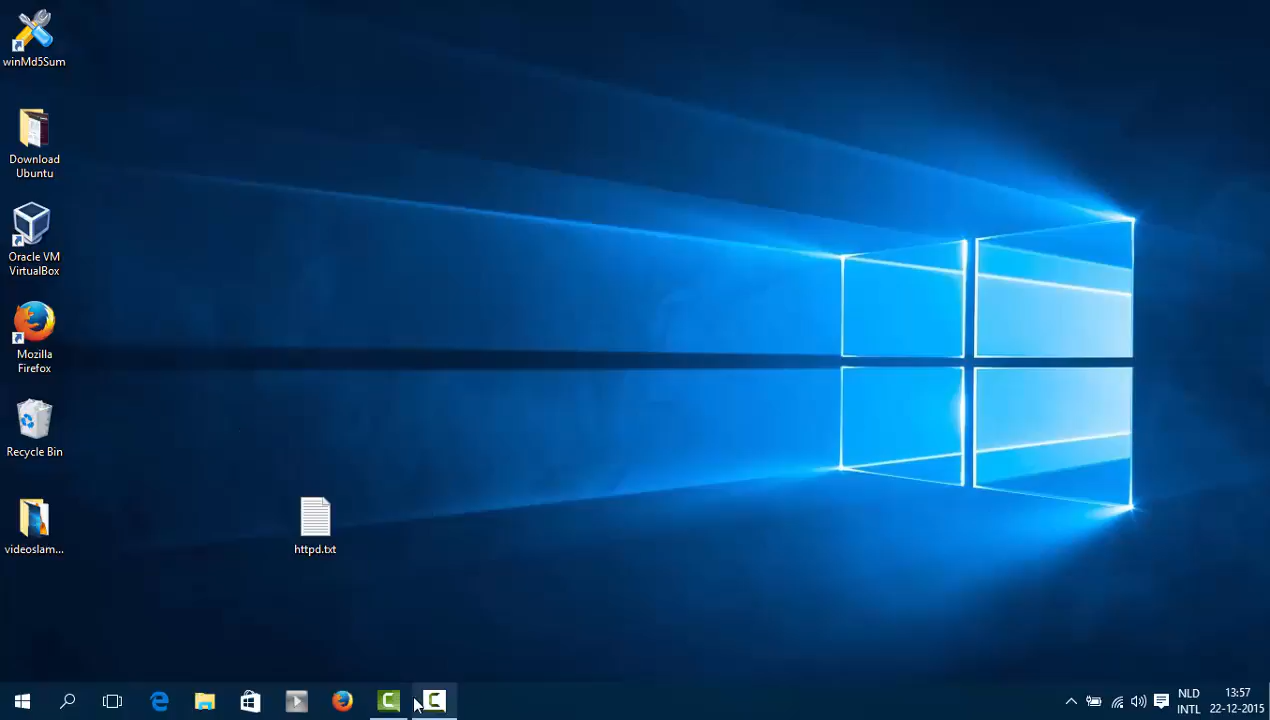 winMd5Sum
Download
Ubuntu
Oracle VM
VirtualBox
Mozilla
Firefox
Recycle Bin
videoslam...
httpd.txt
NLD
INTL
13:57
22-12-2015